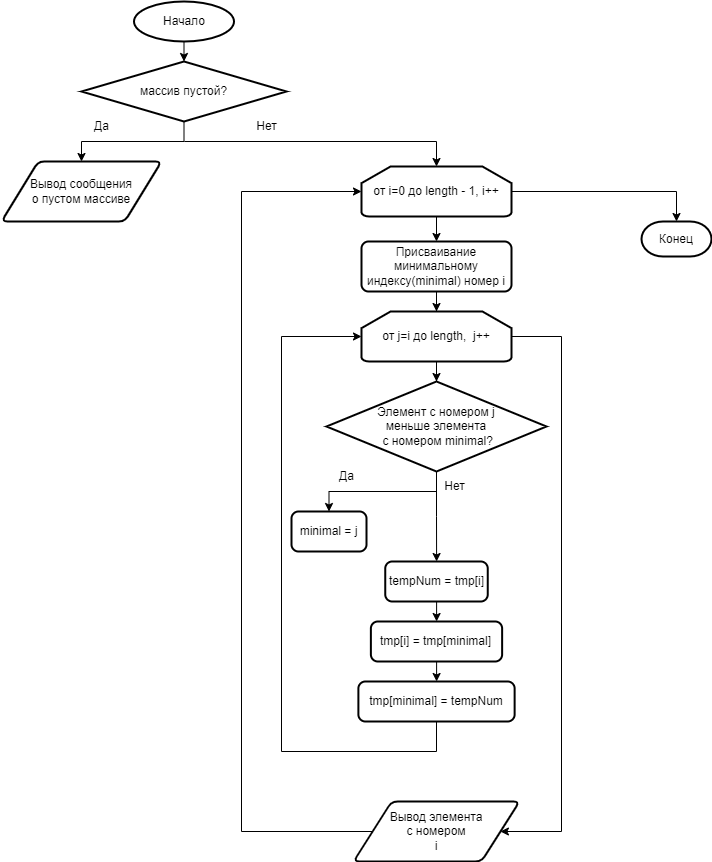 Начало
массив пустой?
Да
Нет
Вывод сообщения
о пустом массиве
от i=0 до length - 1, i++
Конец
Присваивание
минимальному
индексу(minimal) номер i
от j=i до length, j++
Элемент с номером j
меньше элемента
с номером minimal?
Да
Нет
minimal = j
tempNum = tmp[i]
tmp[i] = tmp[minimal]
tmp[minimal] = tempNum
Вывод элемента
с номером
i